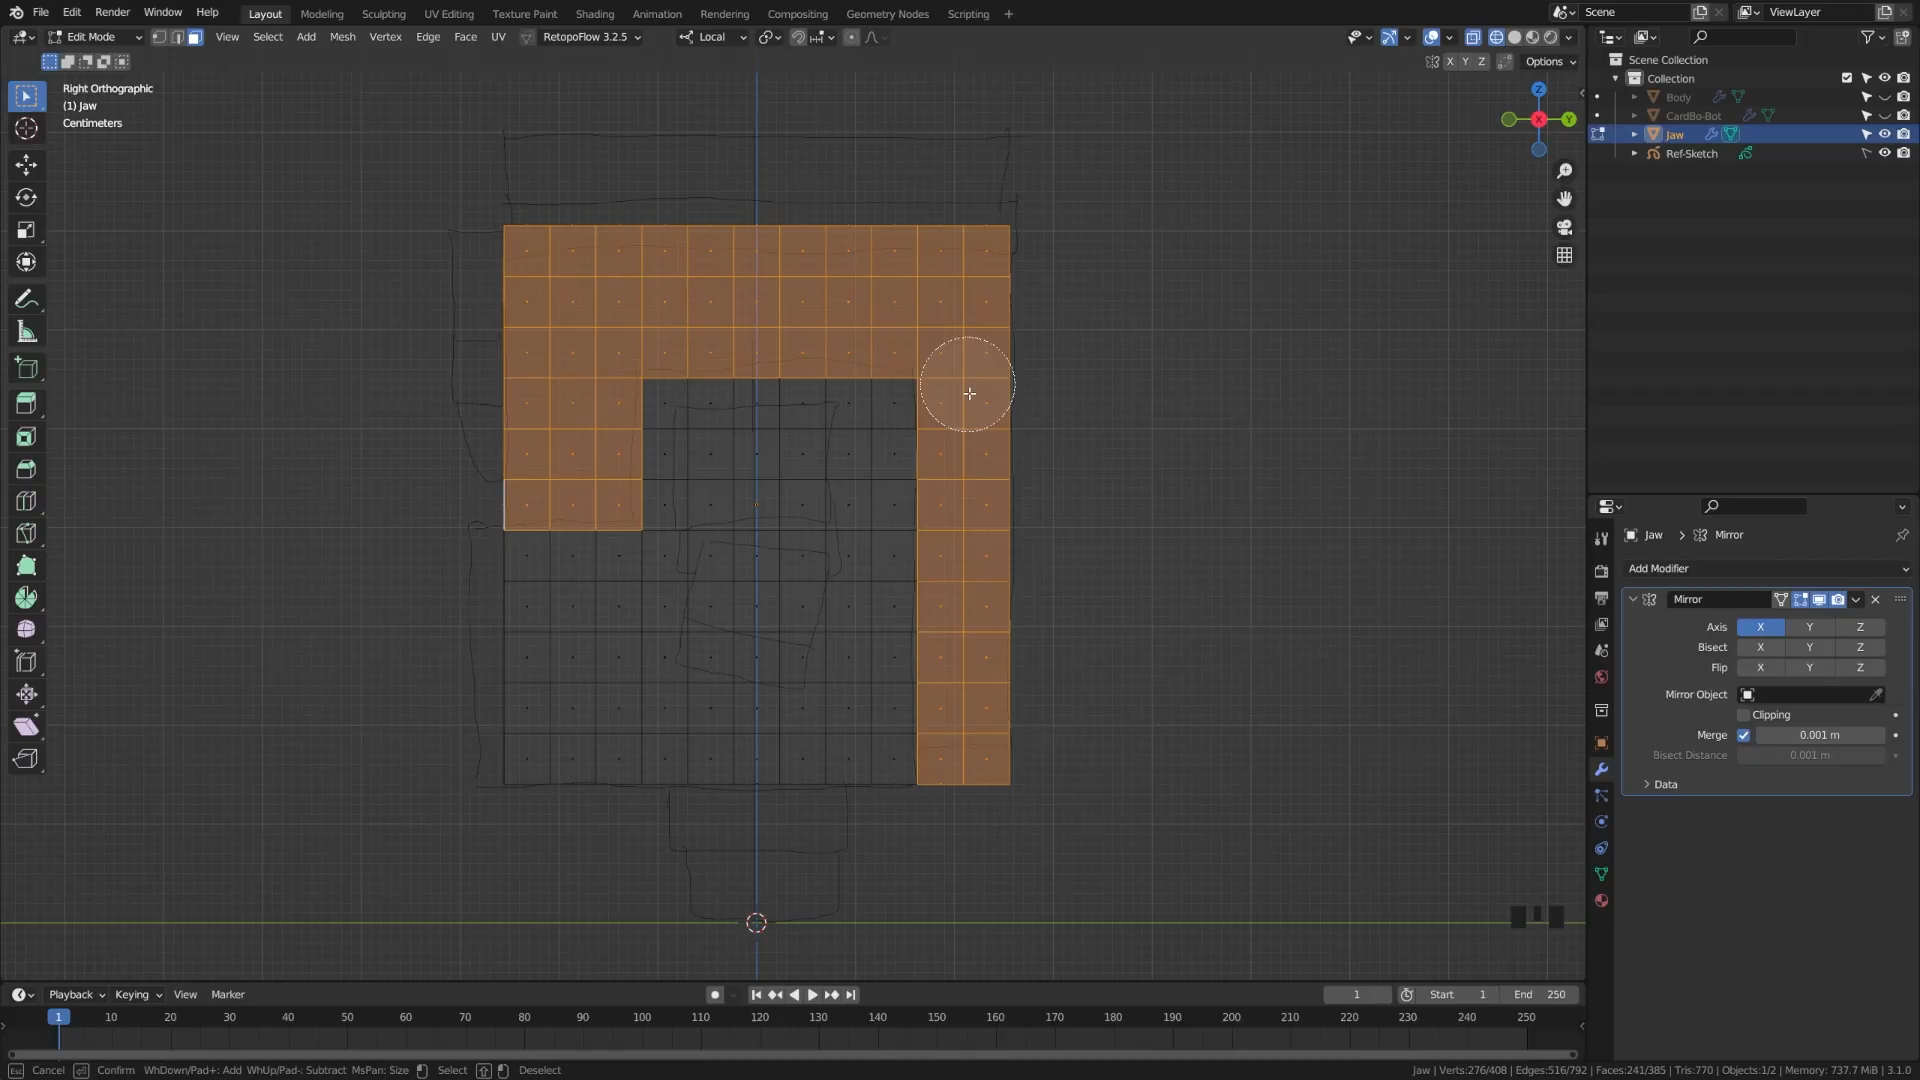 File Edit Render Window Help Layout Modeling Sculpting UV Editing Texture Paint Shading Animation Rendering Compositing Geometry Nodes Scripting + Scene ViewLayer
Edit Mode View Select Add Mesh Vertex Edge Face UV RetopoFlow 3.2.5 Local
X Y Z Options
Right Orthographic
(1) Jaw
Centimeters
Z
X
Y
Scene Collection
Collection
Body
CardBo-Bot
Jaw
Ref-Sketch
Jaw > Mirror
Add Modifier
Mirror
Axis X Y Z
Bisect X Y Z
Flip X Y Z
Mirror Object
Clipping
Merge 0.001 m
Bisect Distance 0.001 m
Data
Playback Keying View Marker 1 Start 1 End 250
1 10 20 30 40 50 60 70 80 90 100 110 120 130 140 150 160 170 180 190 200 210 220 230 240 250
Esc Cancel Confirm WhDown/Pad+: Add WhUp/Pad-: Subtract MsPan: Size Select Deselect Jaw | Verts:276/408 | Edges:516/792 | Faces:241/385 | Tris:770 | Objects:1/2 | Memory: 737.7 MiB | 3.1.0